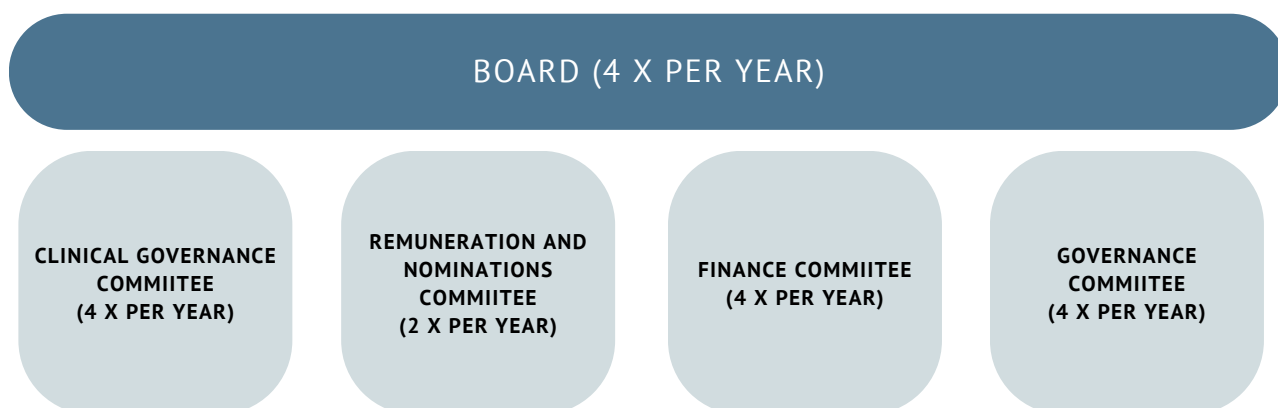 BOARD (4 X PER YEAR)
CLINICAL GOVERNANCE
COMMIITEE
(4 X PER YEAR)
REMUNERATION AND
NOMINATIONS
COMMIITEE
(2 X PER YEAR)
FINANCE COMMIITEE
(4 X PER YEAR)
GOVERNANCE
COMMIITEE
(4 X PER YEAR)